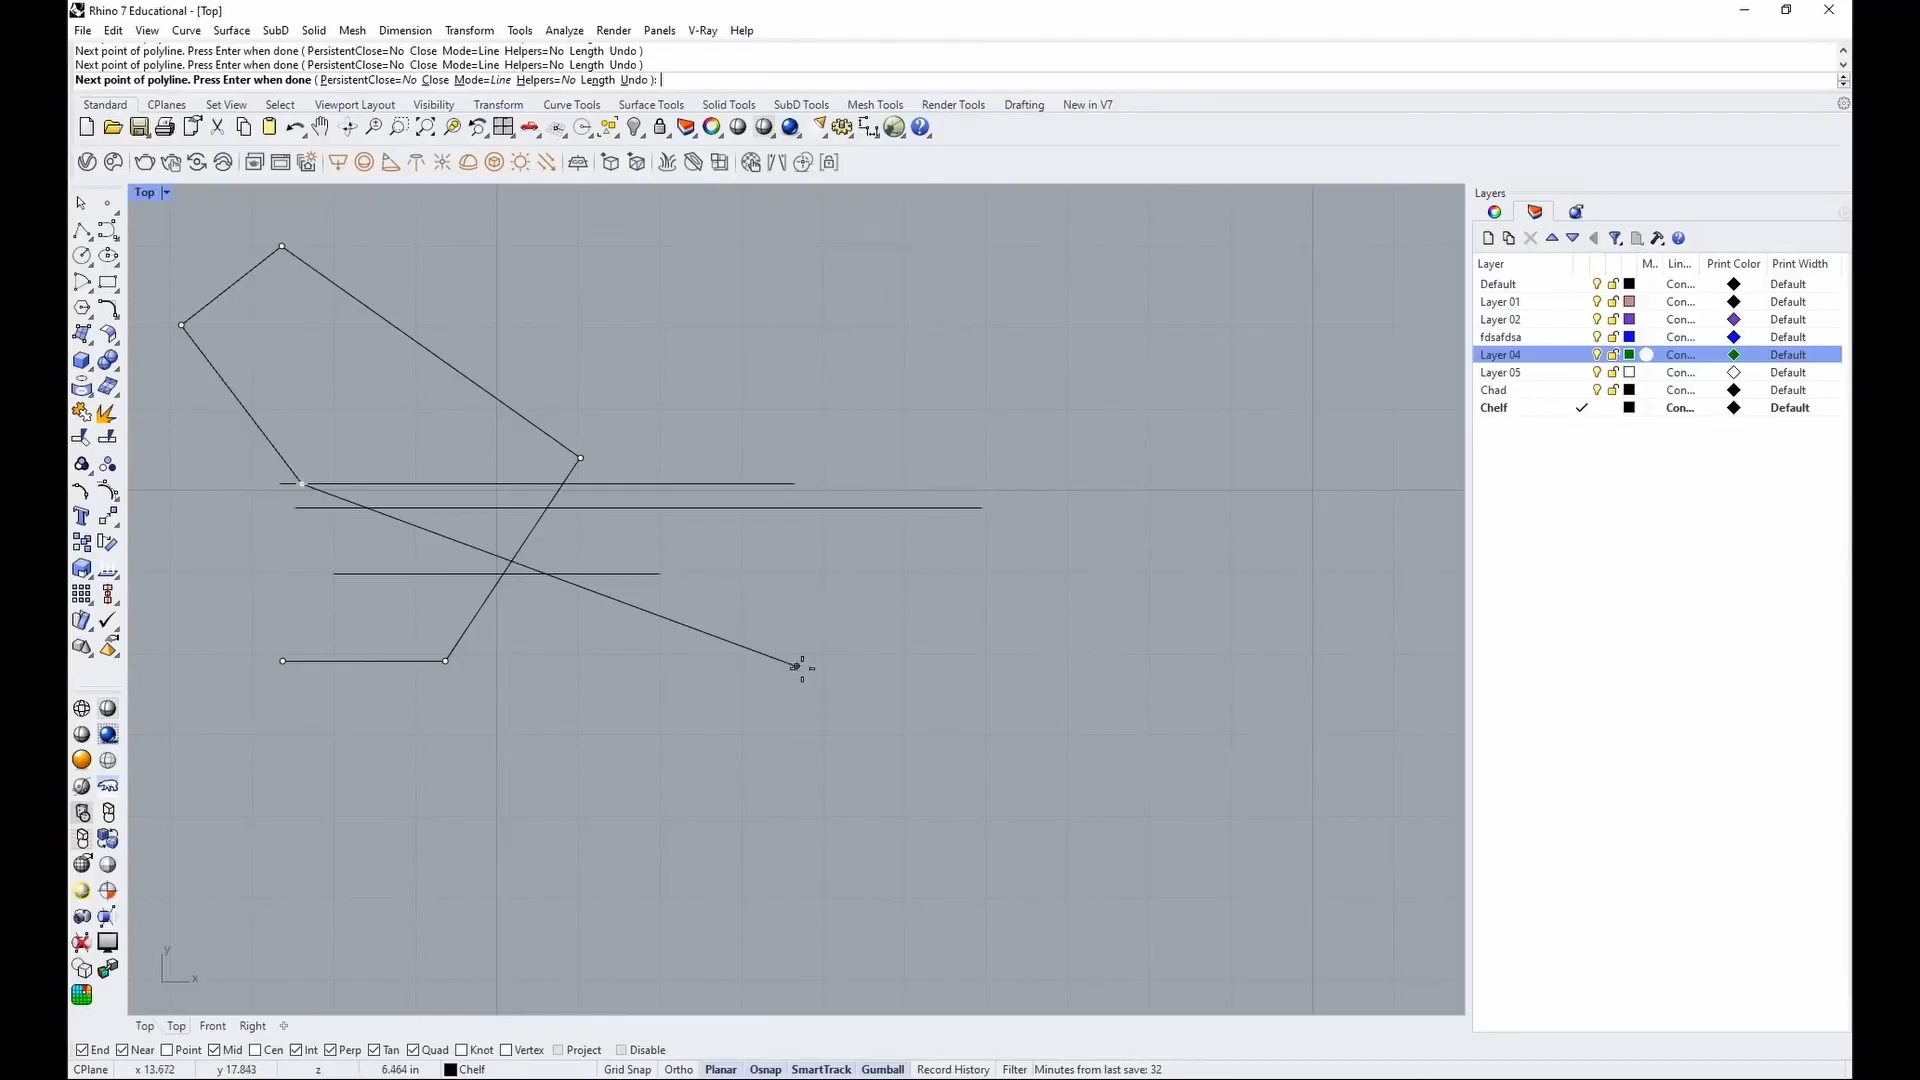 Rhino 7 Educational - [Top]
File Edit View Curve Surface SubD Solid Mesh Dimension Transform Tools Analyze Render Panels V-Ray Help
Next point of polyline. Press Enter when done ( PersistentClose=No Close Mode=Line Helpers=No Length Undo )
Next point of polyline. Press Enter when done ( PersistentClose=No Close Mode=Line Helpers=No Length Undo )
Next point of polyline. Press Enter when done ( PersistentClose=No Close Mode=Line Helpers=No Length Undo ):
Standard CPlanes Set View Select Viewport Layout Visibility Transform Curve Tools Surface Tools Solid Tools SubD Tools Mesh Tools Render Tools Drafting New in V7
Top
Layers
Layer M.. Lin... Print Color Print Width
Default Con... Default
Layer 01 Con... Default
Layer 02 Con... Default
fdsafdsa Con... Default
Layer 04 Con... Default
Layer 05 Con... Default
Chad Con... Default
Chelf Con... Default
y
x
Top Top Front Right
End Near Point Mid Cen Int Perp Tan Quad Knot Vertex Project Disable
CPlane x 13.672 y 17.843 z 6.464 in Chelf Grid Snap Ortho Planar Osnap SmartTrack Gumball Record History Filter Minutes from last save: 32